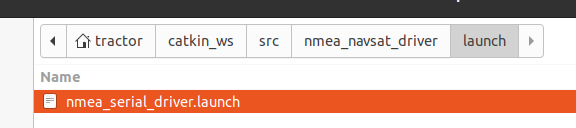 tractor catkin_ws src nmea_navsat_driver launch
Name
nmea_serial_driver.launch